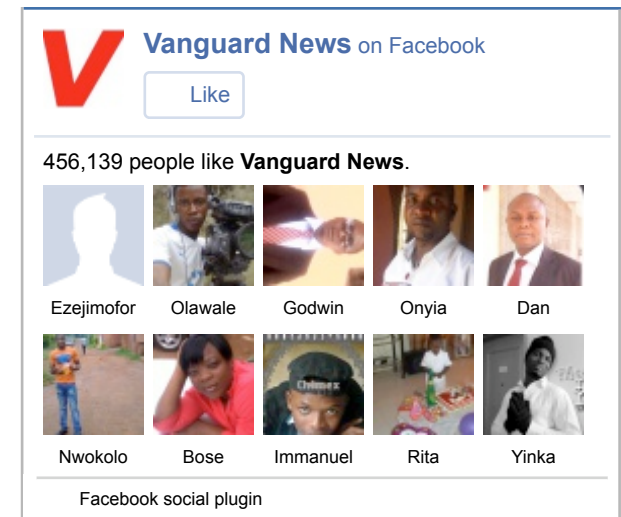 V
Vanguard News on Facebook
Like
456,139 people like Vanguard News.
Ezejimofor Olawale Godwin Onyia Dan
Chimex
Nwokolo Bose Immanuel Rita Yinka
Facebook social plugin